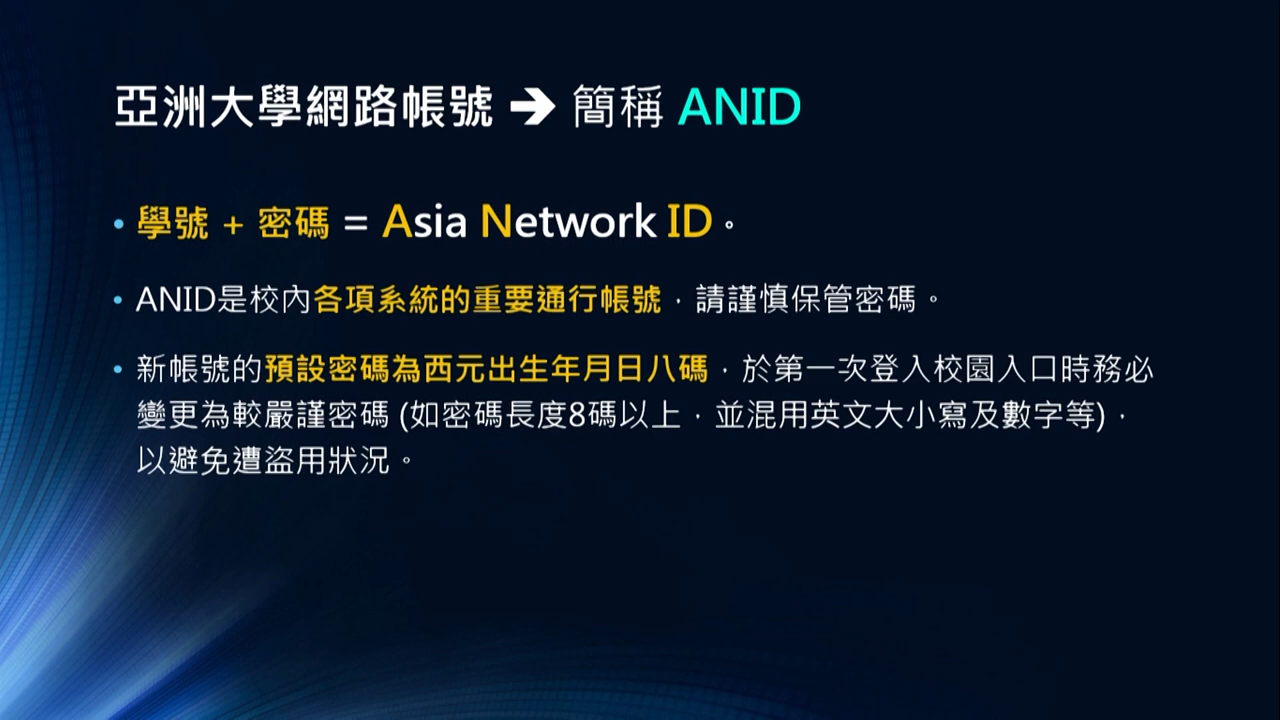 亞洲大學網路帳號 ➔ 簡稱 ANID
• 學號 + 密碼 = Asia Network ID。
• ANID是校內各項系統的重要通行帳號，請謹慎保管密碼。
• 新帳號的預設密碼為西元出生年月日八碼，於第一次登入校園入口時務必
變更為較嚴謹密碼 (如密碼長度8碼以上，並混用英文大小寫及數字等)，
以避免遭盜用狀況。